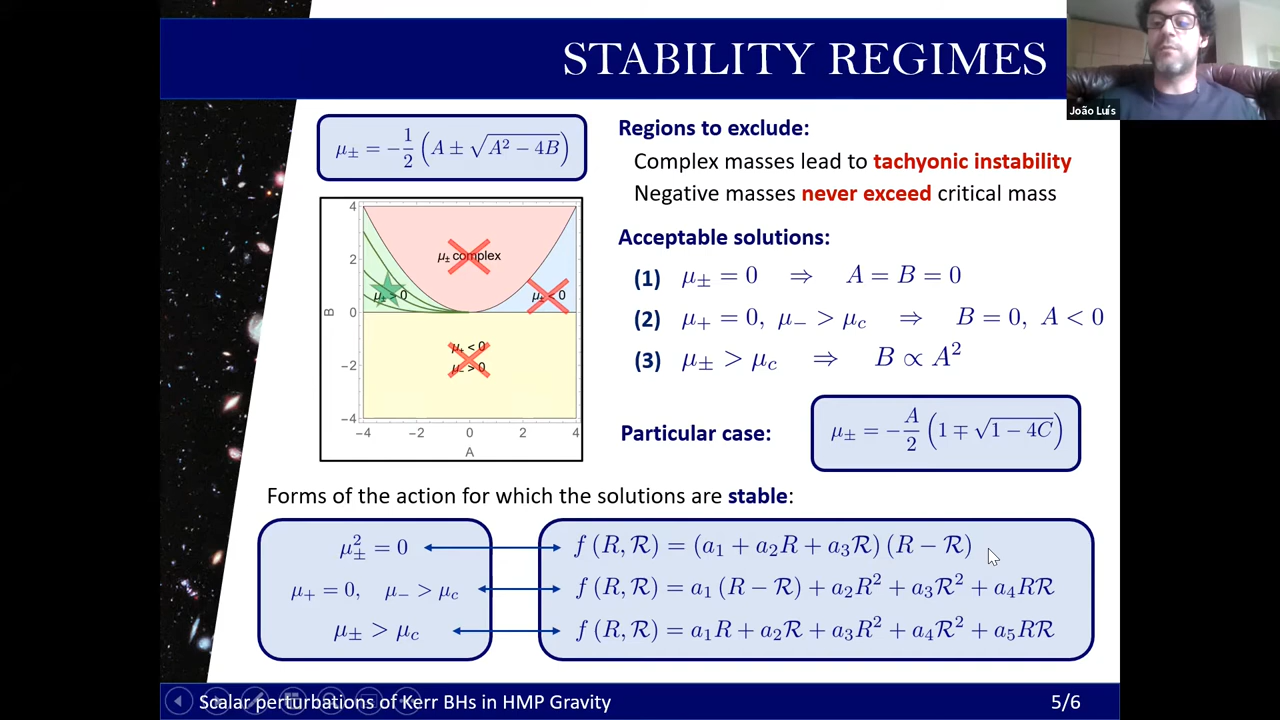 STABILITY REGIMES
João Luís
μ± = −1/2 (A ± √(A² − 4B))
4
2
0
−2
−4
B
−4
−2
0
2
4
A
μ± complex
μ± > 0
μ± < 0
μ+ < 0
μ− > 0
Regions to exclude:
Complex masses lead to tachyonic instability
Negative masses never exceed critical mass
Acceptable solutions:
(1) μ± = 0 ⇒ A = B = 0
(2) μ+ = 0, μ− > μc ⇒ B = 0, A < 0
(3) μ± > μc ⇒ B ∝ A²
Particular case:
μ± = −A/2 (1 ∓ √(1 − 4C))
Forms of the action for which the solutions are stable:
μ²± = 0
f (R, ℛ) = (a₁ + a₂R + a₃ℛ) (R − ℛ)
μ+ = 0, μ− > μc
f (R, ℛ) = a₁ (R − ℛ) + a₂R² + a₃ℛ² + a₄Rℛ
μ± > μc
f (R, ℛ) = a₁R + a₂ℛ + a₃R² + a₄ℛ² + a₅Rℛ
Scalar perturbations of Kerr BHs in HMP Gravity
5/6